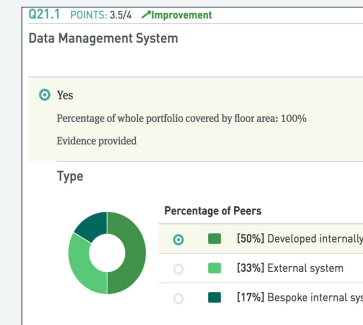 Q21.1 POINTS: 3.5/4 Improvement
Data Management System
Yes
Percentage of whole portfolio covered by floor area: 100%
Evidence provided
Type
Percentage of Peers
[50%] Developed internally
[33%] External system
[17%] Bespoke internal sys